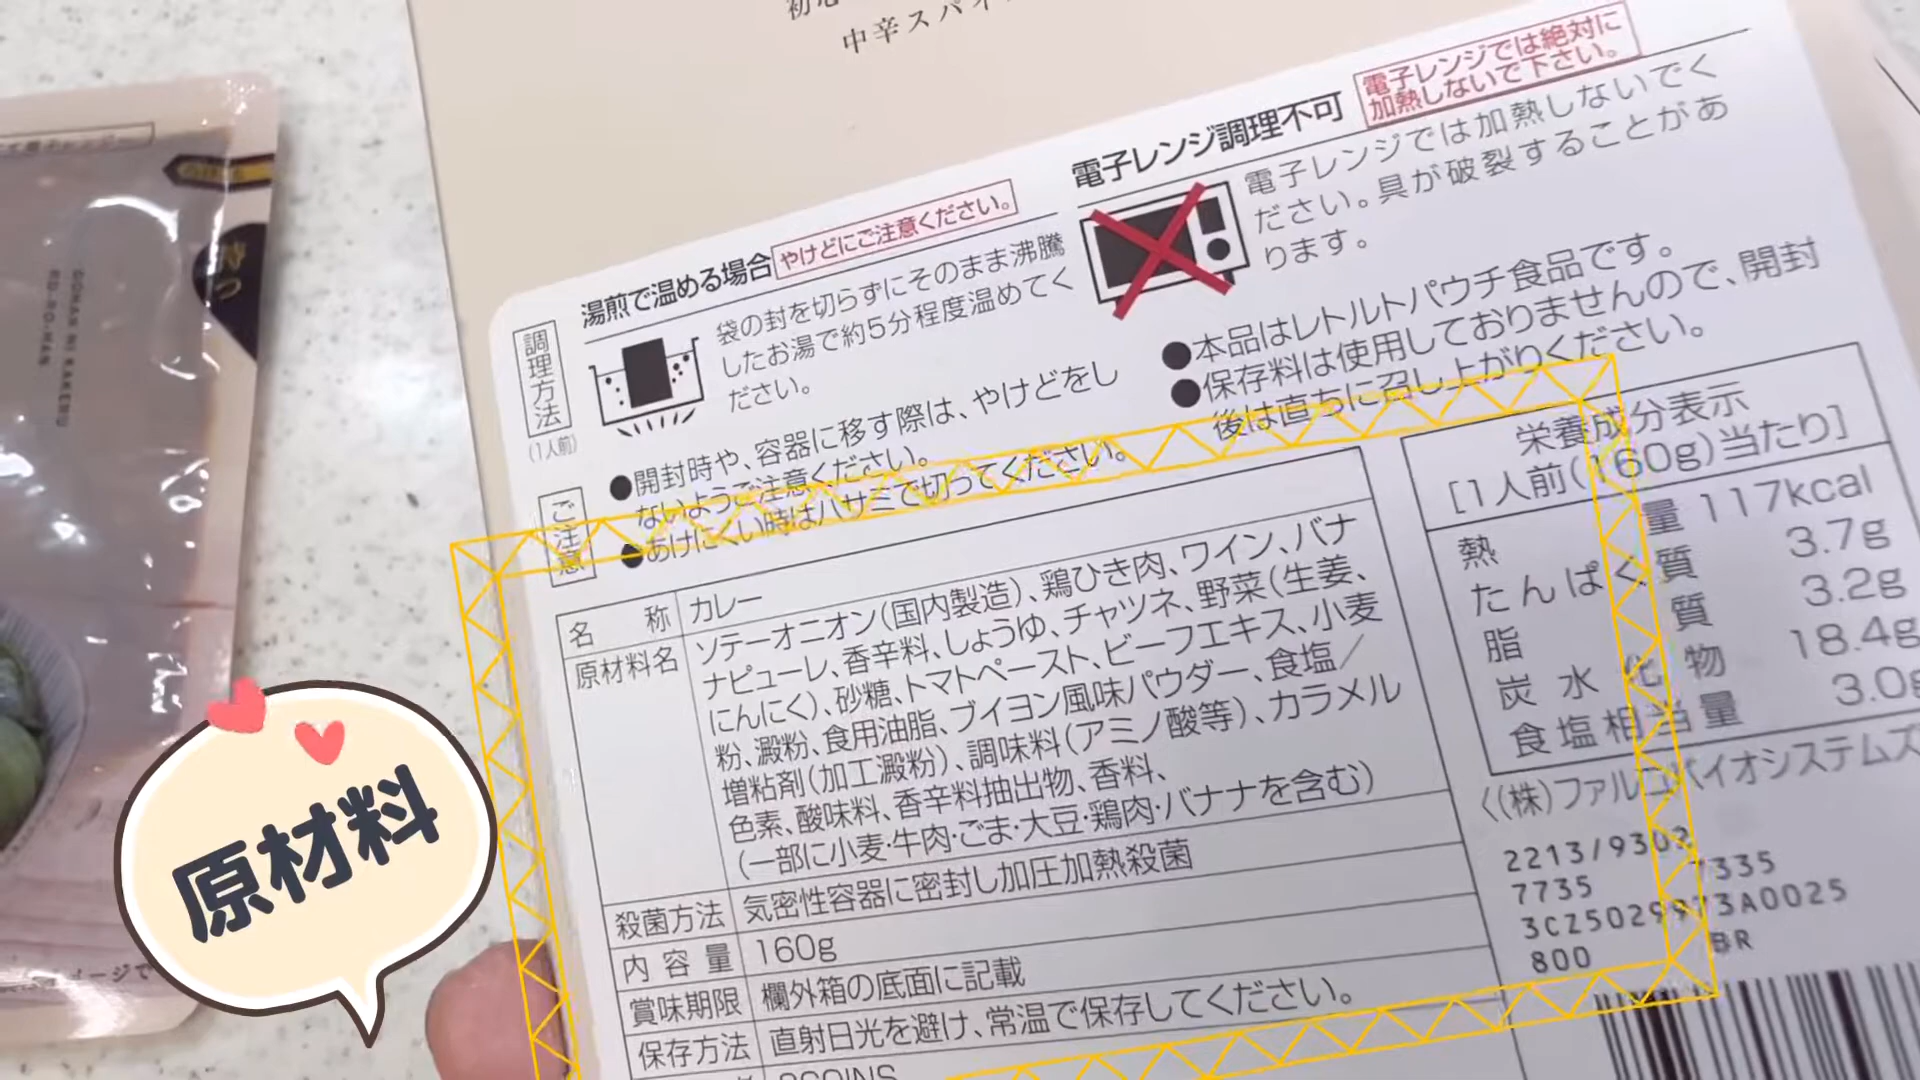 中辛スパイ
電子レンジ調理不可
電子レンジでは絶対に
加熱しないで下さい。
電子レンジでは加熱しないでく
ださい。具が破裂することがあ
ります。
調理方法
(1人前)
湯煎で温める場合
やけどにご注意ください。
袋の封を切らずにそのまま沸騰
したお湯で約5分程度温めてく
ださい。
●本品はレトルトパウチ食品です。
●保存料は使用しておりませんので、開封
後は直ちに召し上がりください。
ご注意
●開封時や、容器に移す際は、やけどをし
ないようご注意ください。
●あけにくい時はハサミで切ってください。
名称 カレー
原材料名 ソテーオニオン(国内製造)、鶏ひき肉、ワイン、バナ
ナピューレ、香辛料、しょうゆ、チャツネ、野菜(生姜、
にんにく)、砂糖、トマトペースト、ビーフエキス、小麦
粉、澱粉、食用油脂、ブイヨン風味パウダー、食塩／
増粘剤(加工澱粉)、調味料(アミノ酸等)、カラメル
色素、酸味料、香辛料抽出物、香料、
(一部に小麦・牛肉・ごま・大豆・鶏肉・バナナを含む)
殺菌方法 気密性容器に密封し加圧加熱殺菌
内容量 160g
賞味期限 欄外箱の底面に記載
保存方法 直射日光を避け、常温で保存してください。
栄養成分表示
[1人前(160g)当たり]
熱量 117kcal
たんぱく質 3.7g
脂質 3.2g
炭水化物 18.4g
食塩相当量 3.0g
((株)ファルコバイオシステムズ
2213/9302
7735 7335
3CZ5029973A0025
800 BR
原材料
GOHAN NI KAKERU